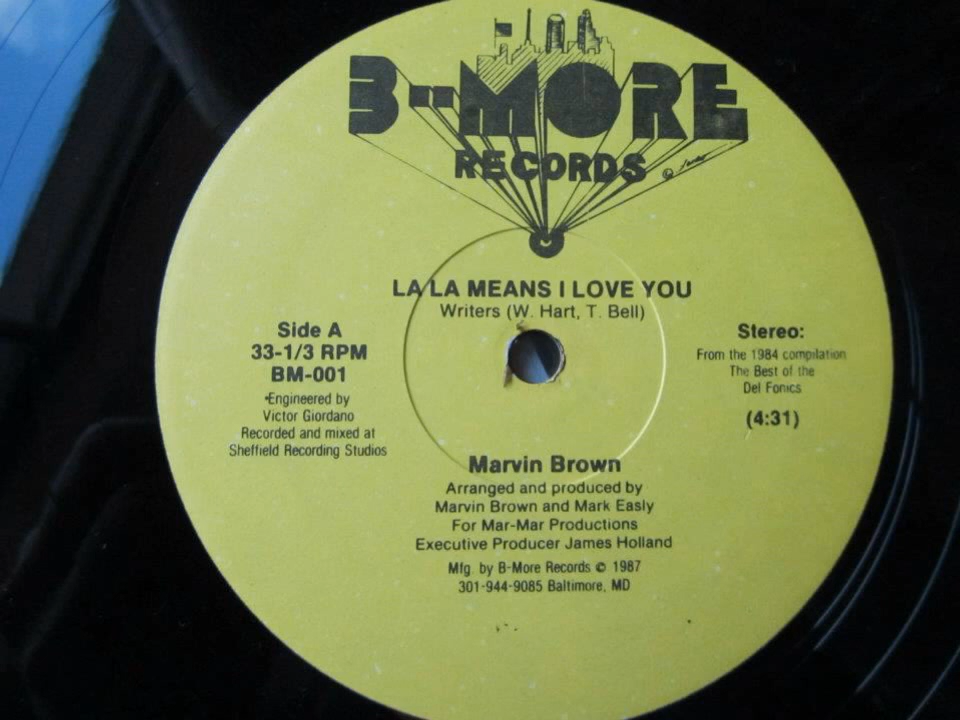 B-MORE
RECORDS ©
LA LA MEANS I LOVE YOU
Writers (W. Hart, T. Bell)
Side A
33-1/3 RPM
BM-001
Engineered by
Victor Giordano
Recorded and mixed at
Sheffield Recording Studios
Stereo:
From the 1984 compilation
The Best of the
Del Fonics
(4:31)
Marvin Brown
Arranged and produced by
Marvin Brown and Mark Easly
For Mar-Mar Productions
Executive Producer James Holland
Mfg. by B-More Records © 1987
301-944-9085 Baltimore, MD